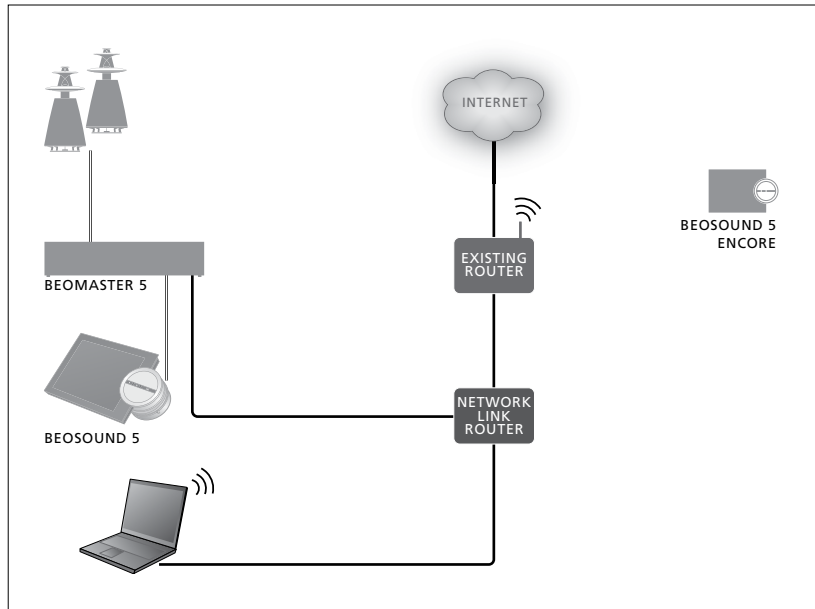 INTERNET
BEOSOUND 5
ENCORE
EXISTING
ROUTER
BEOMASTER 5
NETWORK
LINK
ROUTER
BEOSOUND 5